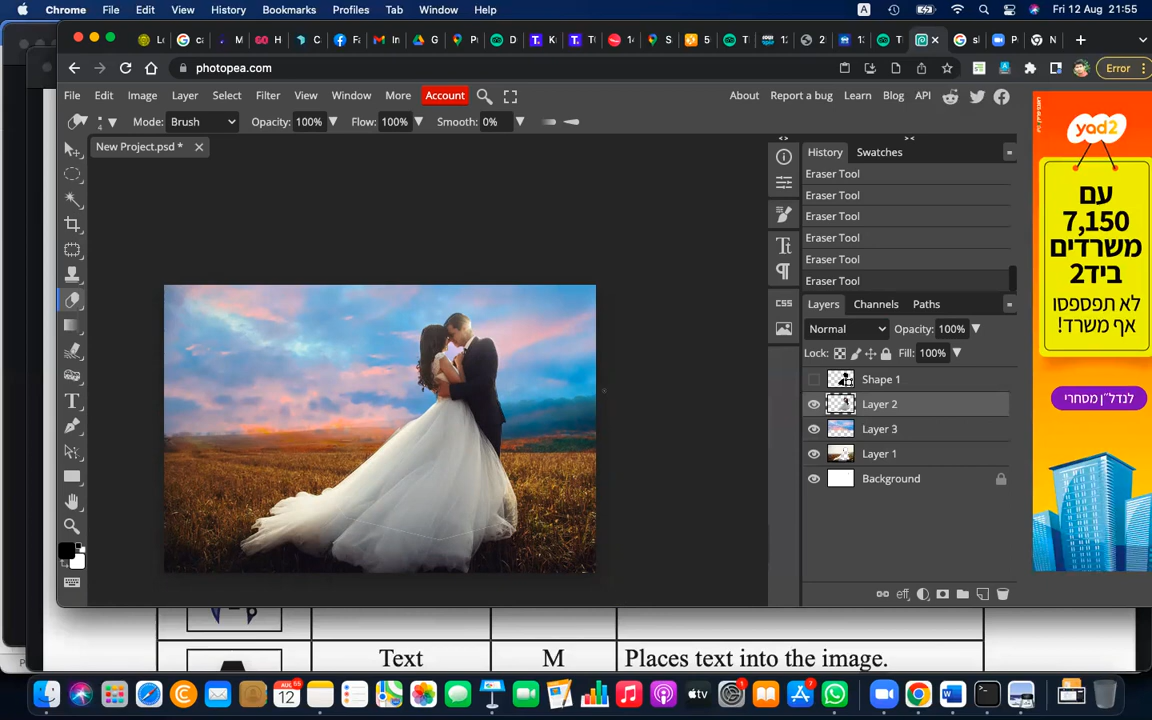 Chrome File Edit View History Bookmarks Profiles Tab Window Help A Fri 12 Aug 21:55
photopea.com Error
File Edit Image Layer Select Filter View Window More Account About Report a bug Learn Blog API
4 Mode: Brush Opacity: 100% Flow: 100% Smooth: 0%
New Project.psd *
History Swatches
Eraser Tool
Eraser Tool
Eraser Tool
Eraser Tool
Eraser Tool
Eraser Tool
CSS
Layers Channels Paths
Normal Opacity: 100%
Lock: Fill: 100%
Shape 1
Layer 2
Layer 3
Layer 1
Background
eff
yad2
עם
7,150
משרדים
ביד2
לא תפספסו
אף משרד!
לנדל״ן מסחרי
Text M Places text into the image.
AUG
12
tv